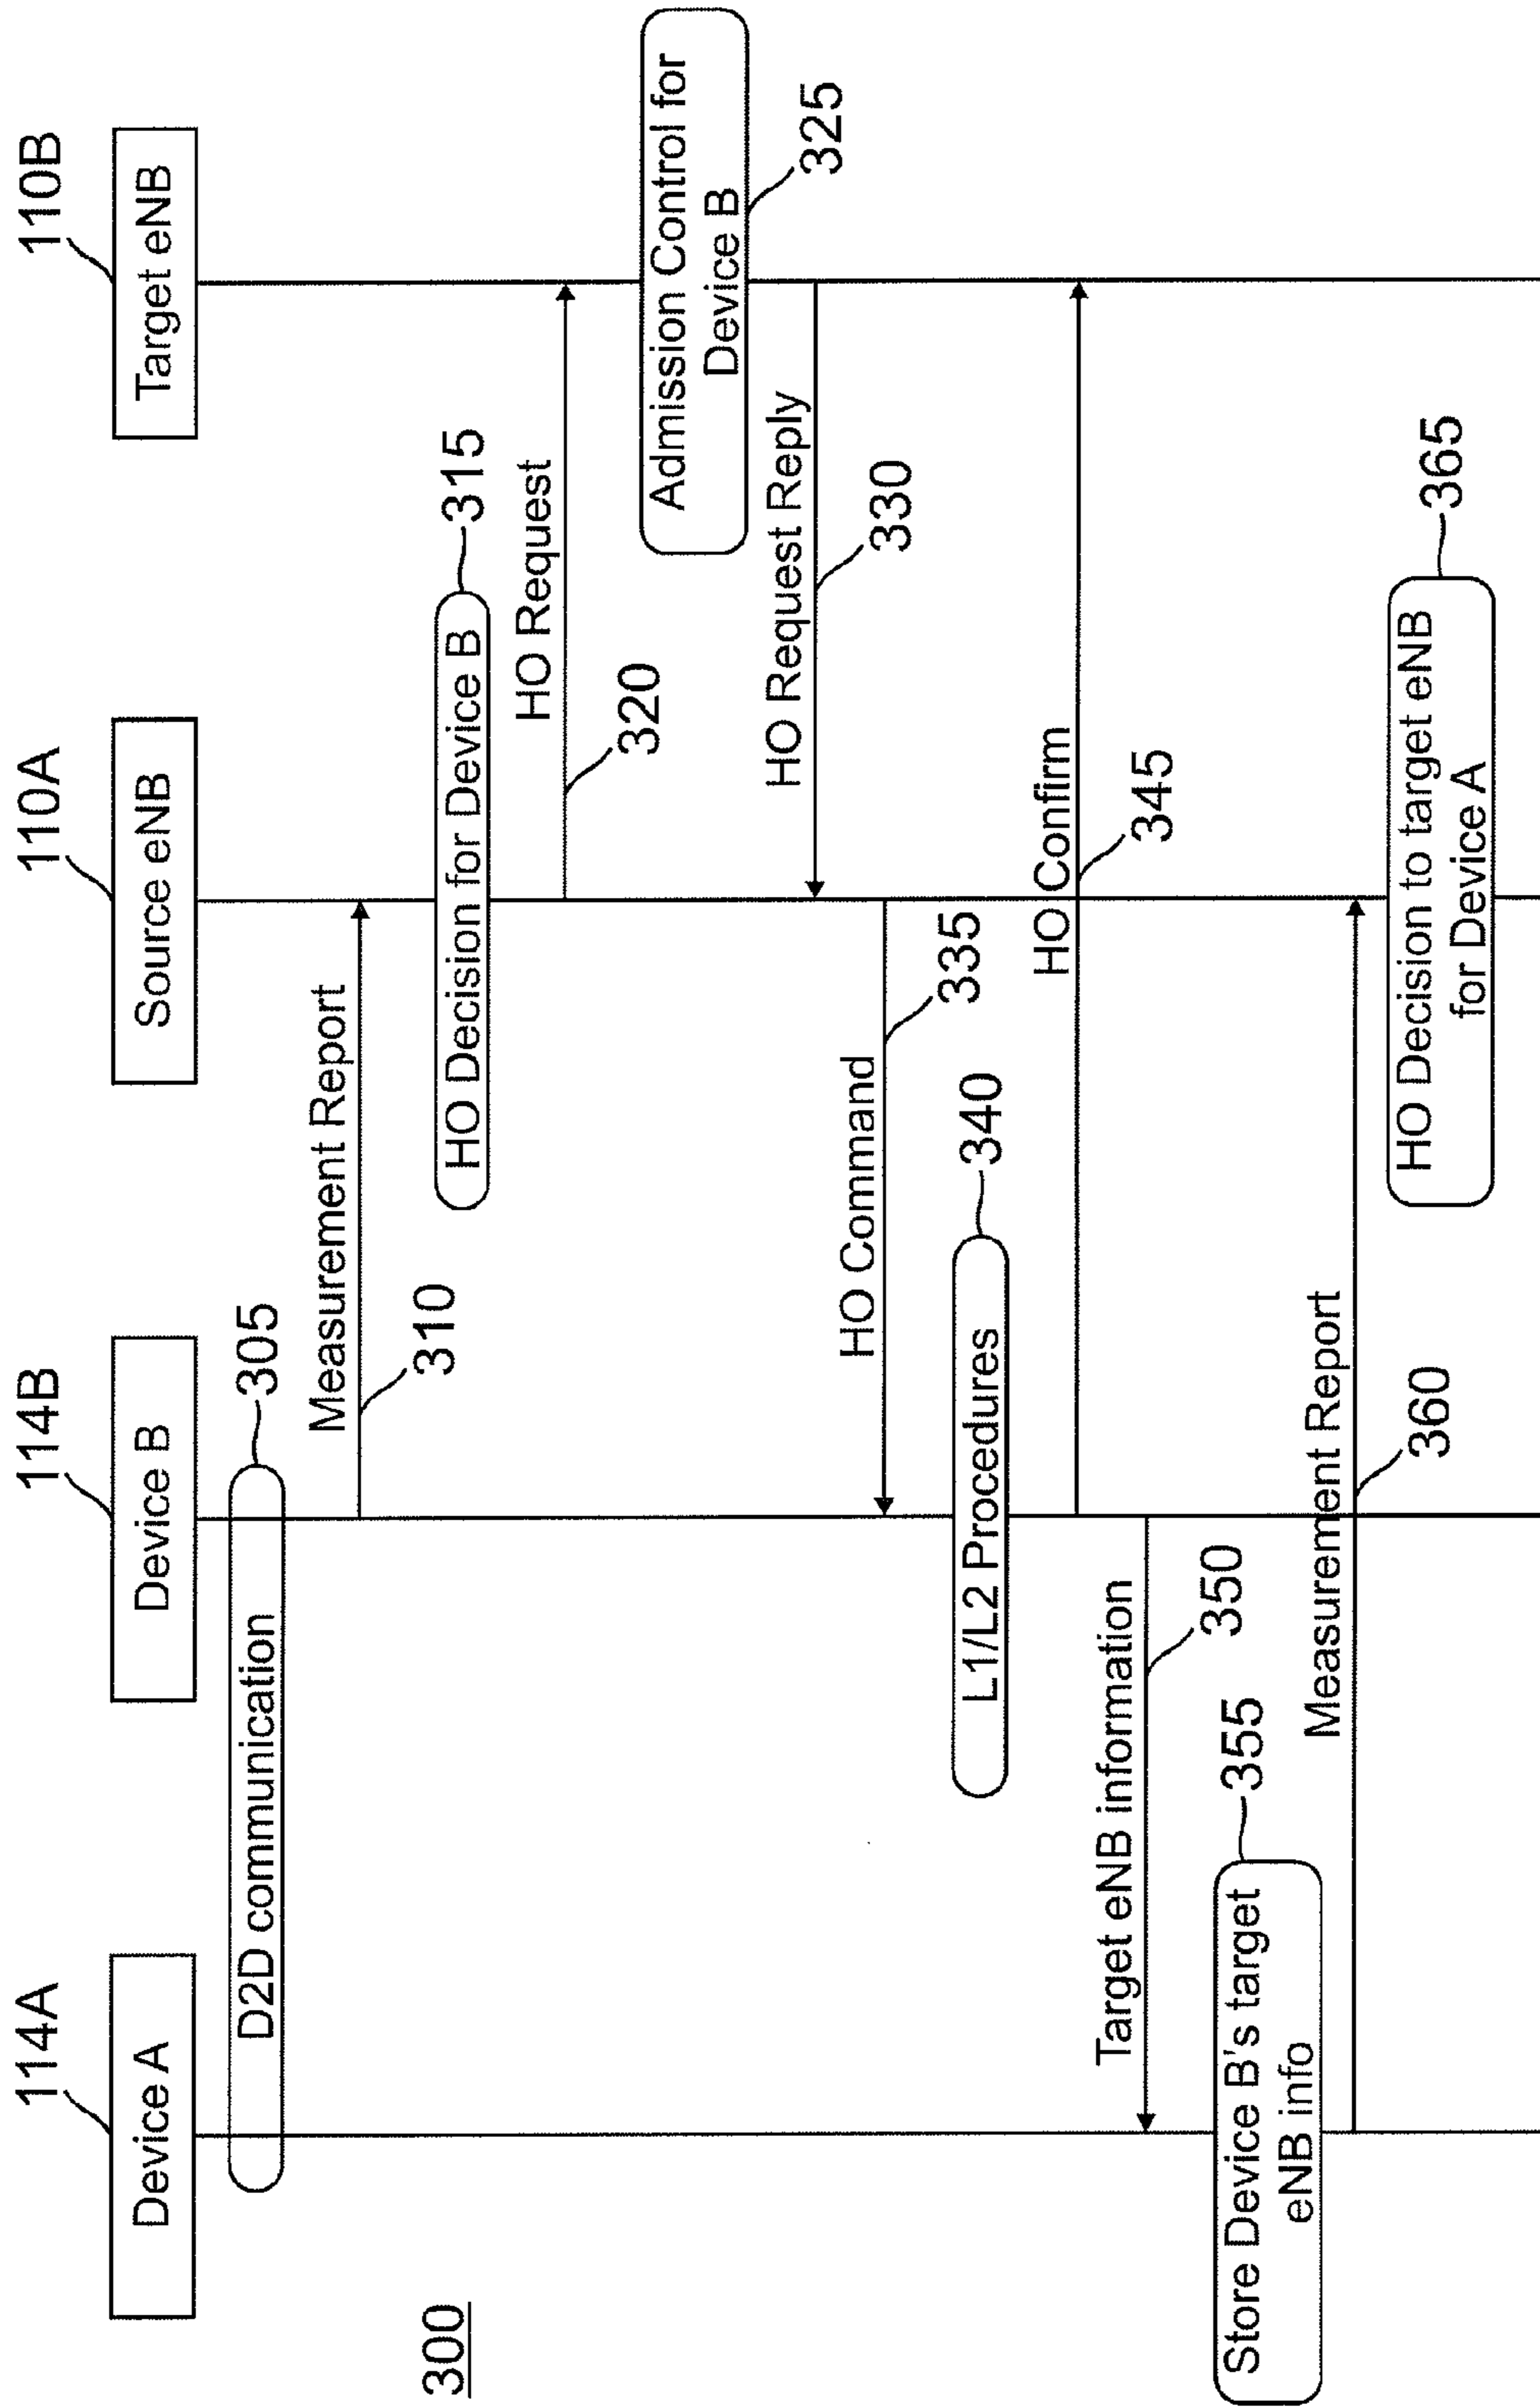 300
114A
Device A
114B
Device B
110A
Source eNB
110B
Target eNB
D2D communication
305
Measurement Report
310
HO Decision for Device B
315
HO Request
320
Admission Control for
Device B
325
HO Request Reply
330
HO Command
335
L1/L2 Procedures
340
HO Confirm
345
Target eNB information
350
Store Device B's target
eNB info
355
Measurement Report
360
HO Decision to target eNB
for Device A
365